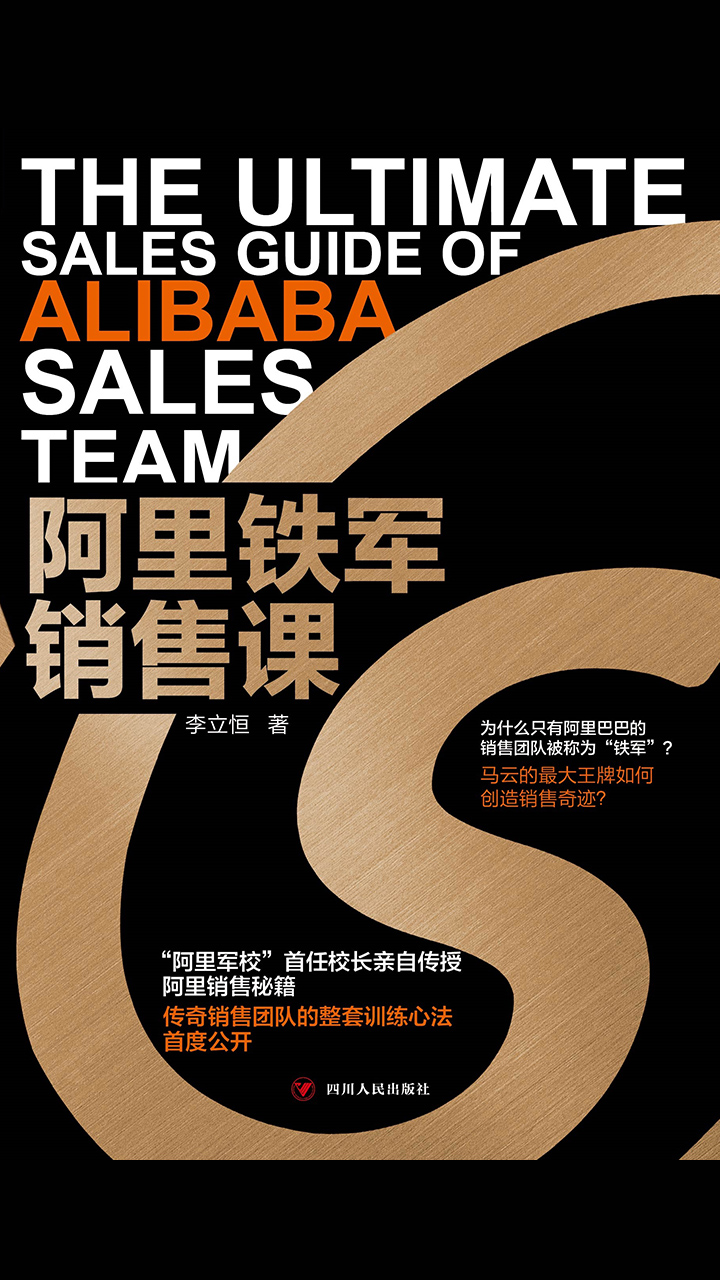 THE ULTIMATE
SALES GUIDE OF
ALIBABA
SALES
TEAM
阿里铁军
销售课
李立恒 著
为什么只有阿里巴巴的
销售团队被称为“铁军”?
马云的最大王牌如何
创造销售奇迹?
“阿里军校”首任校长亲自传授
阿里销售秘籍
传奇销售团队的整套训练心法
首度公开
四川人民出版社